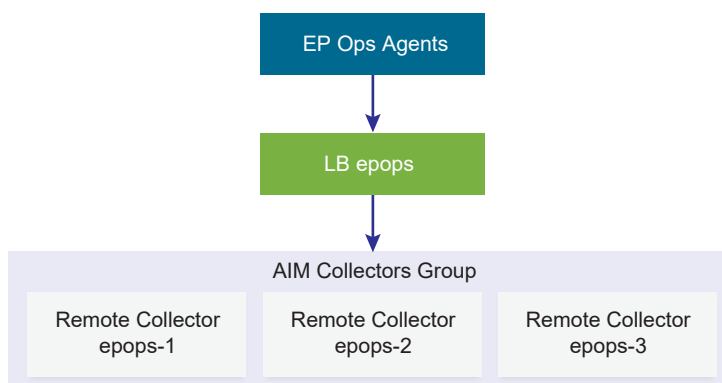 EP Ops Agents
LB epops
AIM Collectors Group
Remote Collector
epops-1
Remote Collector
epops-2
Remote Collector
epops-3